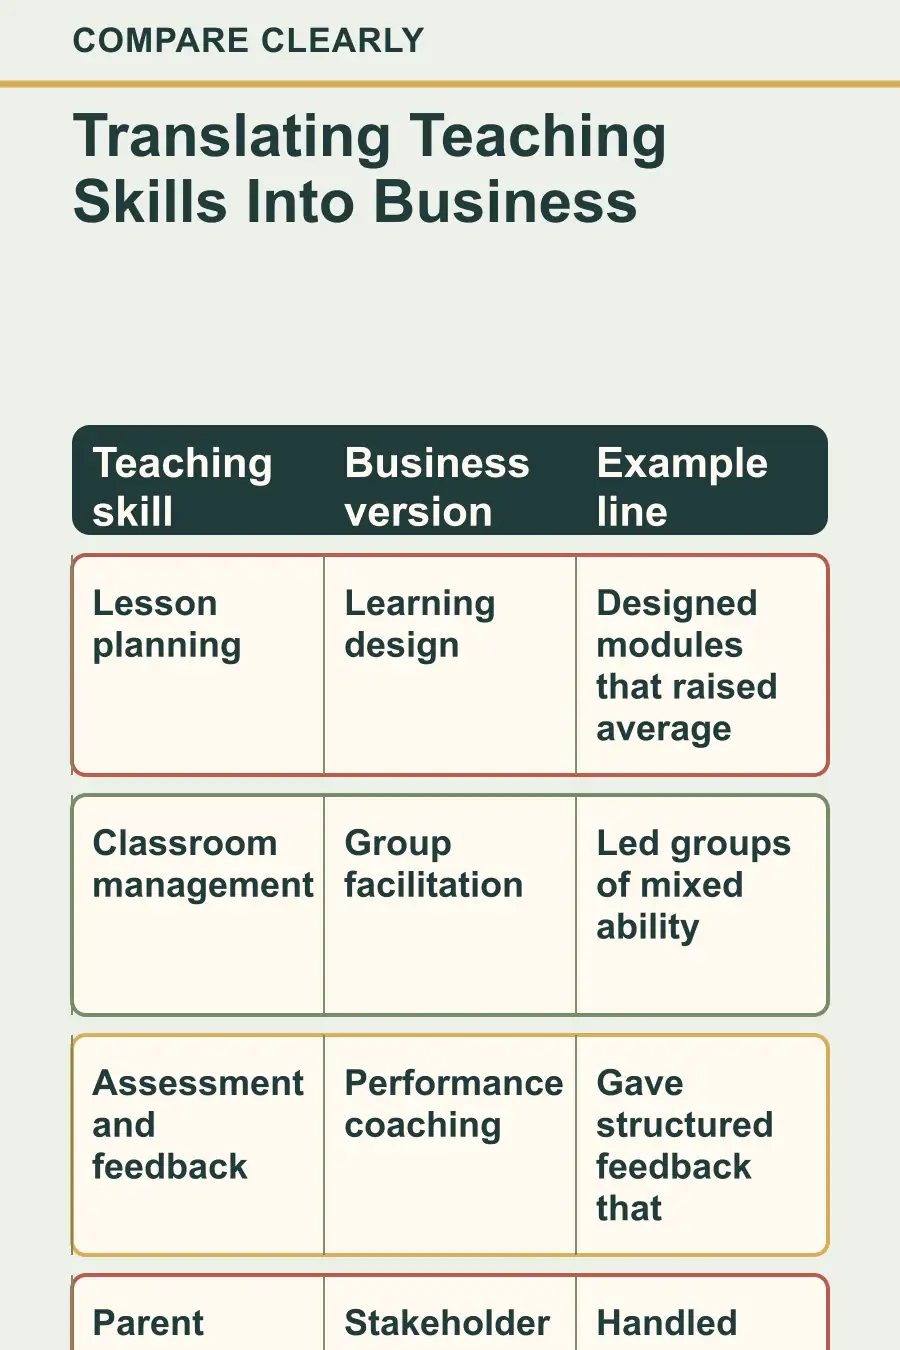 COMPARE CLEARLY
Translating Teaching
Skills Into Business
Teaching skill
Business version
Example line
Lesson planning
Learning design
Designed modules that raised average
Classroom management
Group facilitation
Led groups of mixed ability
Assessment and feedback
Performance coaching
Gave structured feedback that
Parent
Stakeholder
Handled